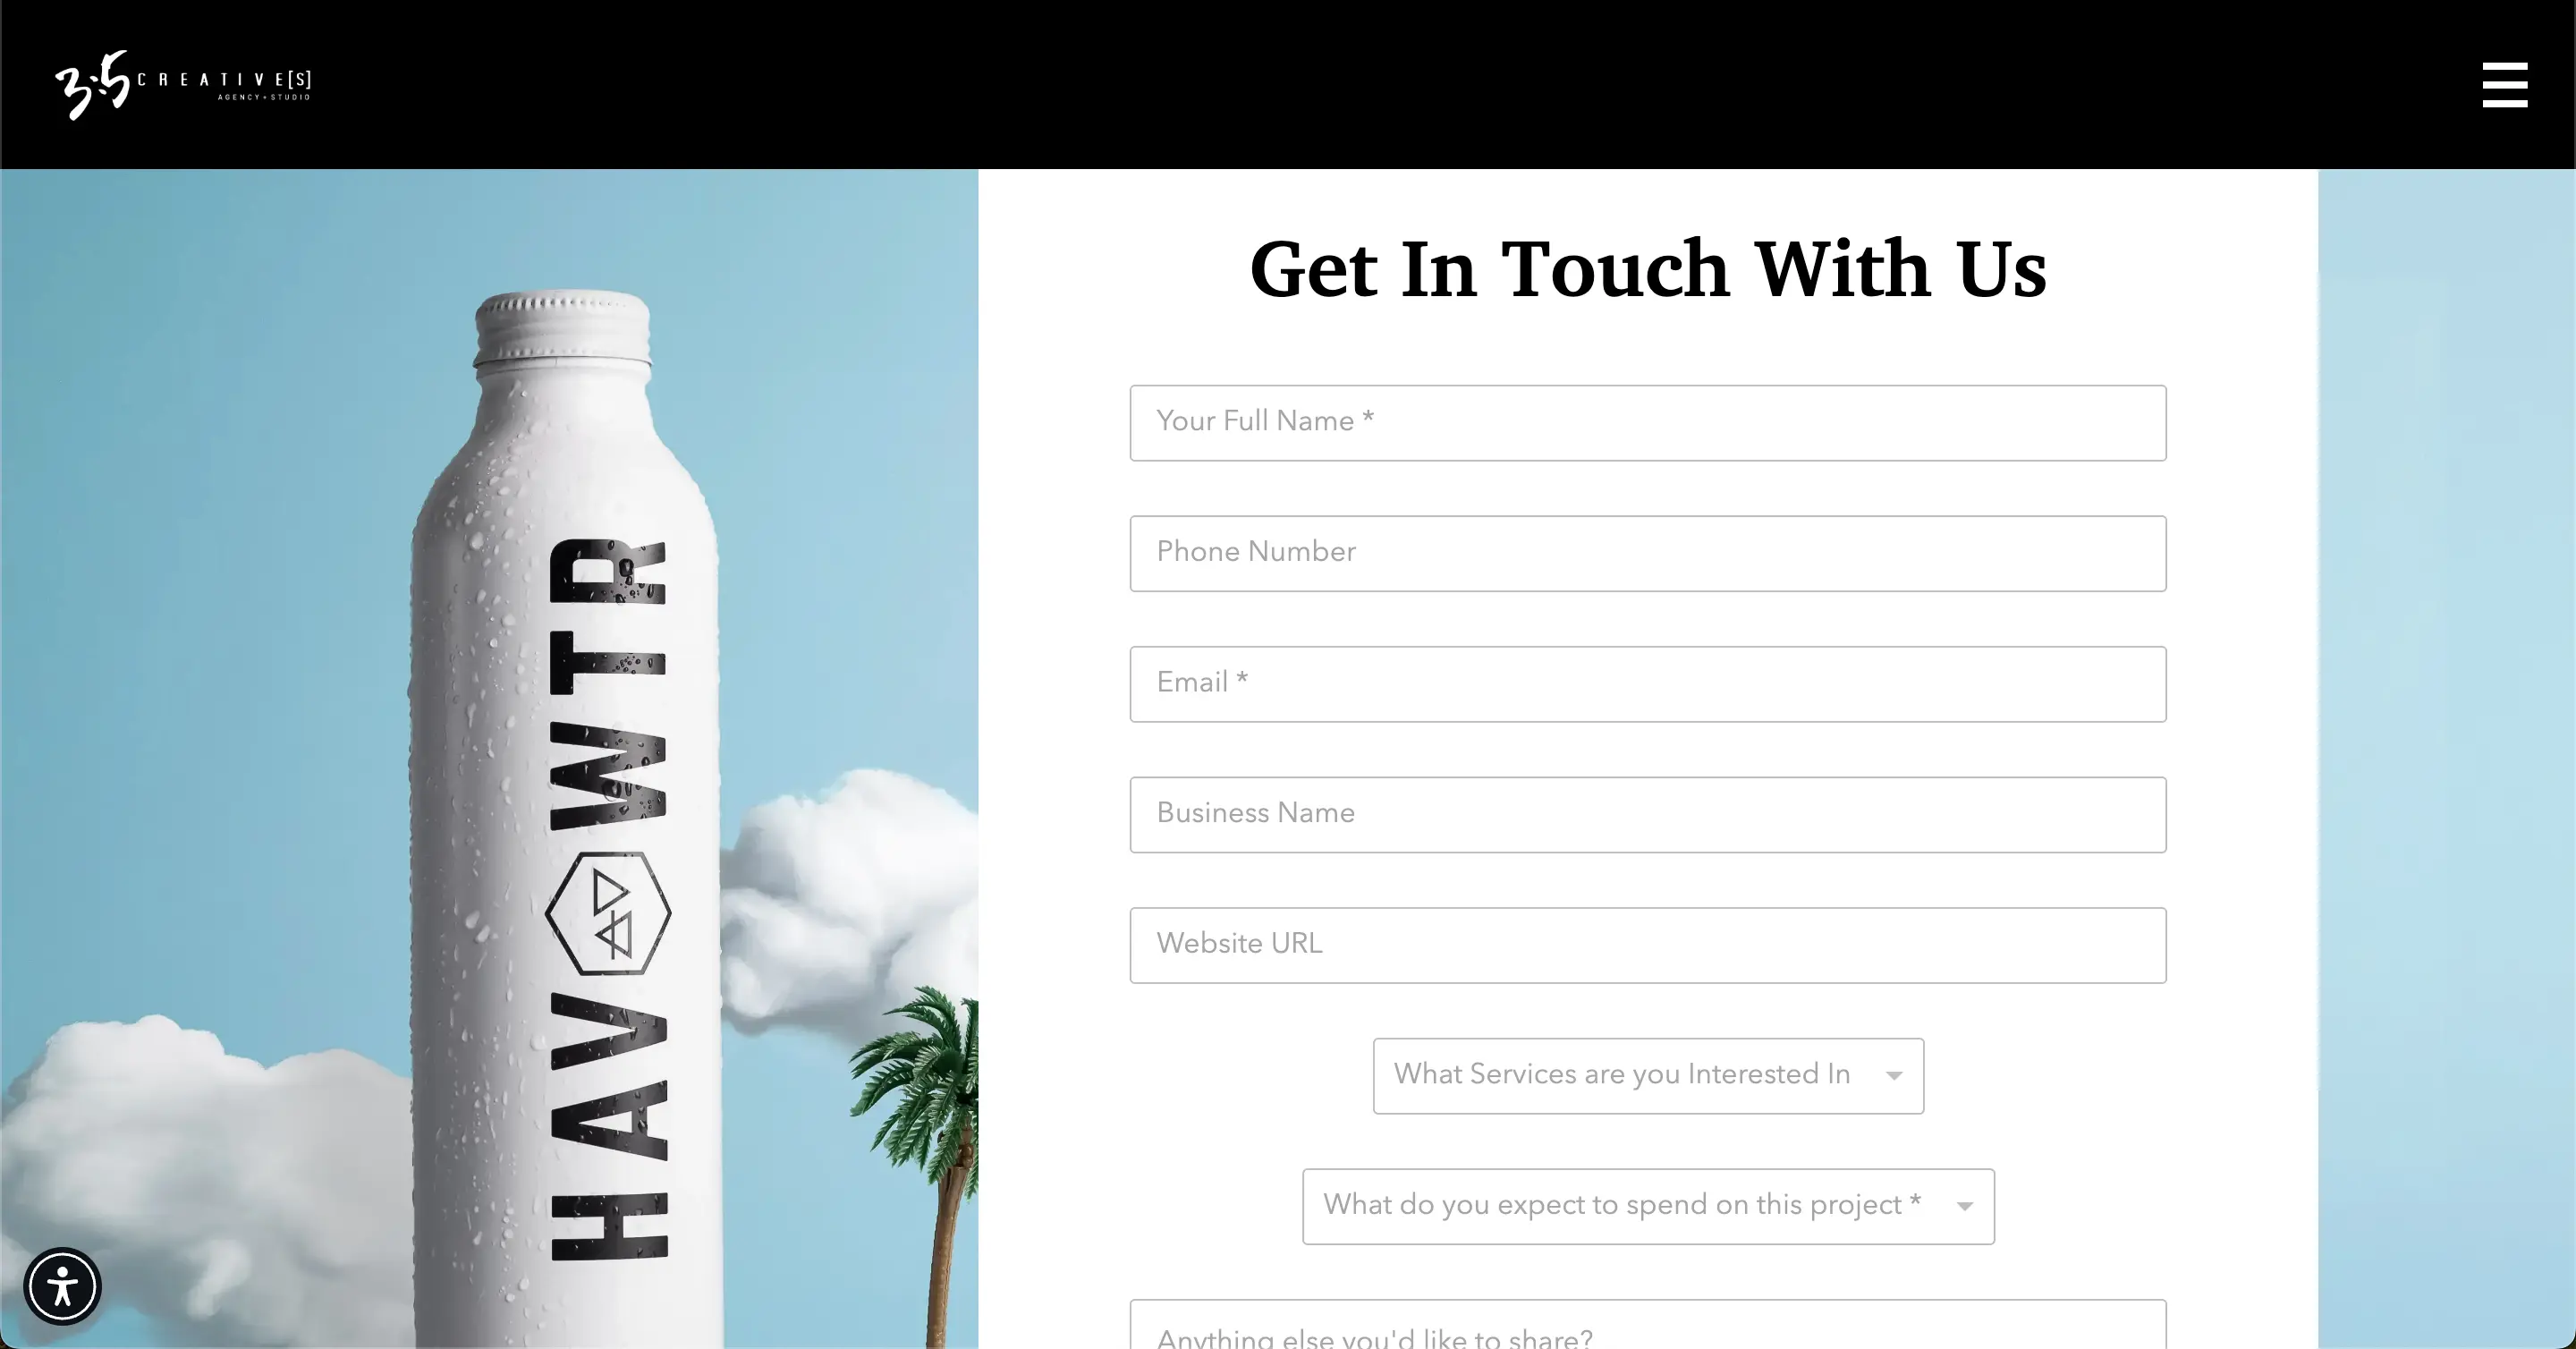 3.5 CREATIVE[S]
AGENCY + STUDIO
Get In Touch With Us
Your Full Name *
Phone Number
Email *
Business Name
Website URL
What Services are you Interested In
What do you expect to spend on this project *
Anything else you'd like to share?
HAV WTR